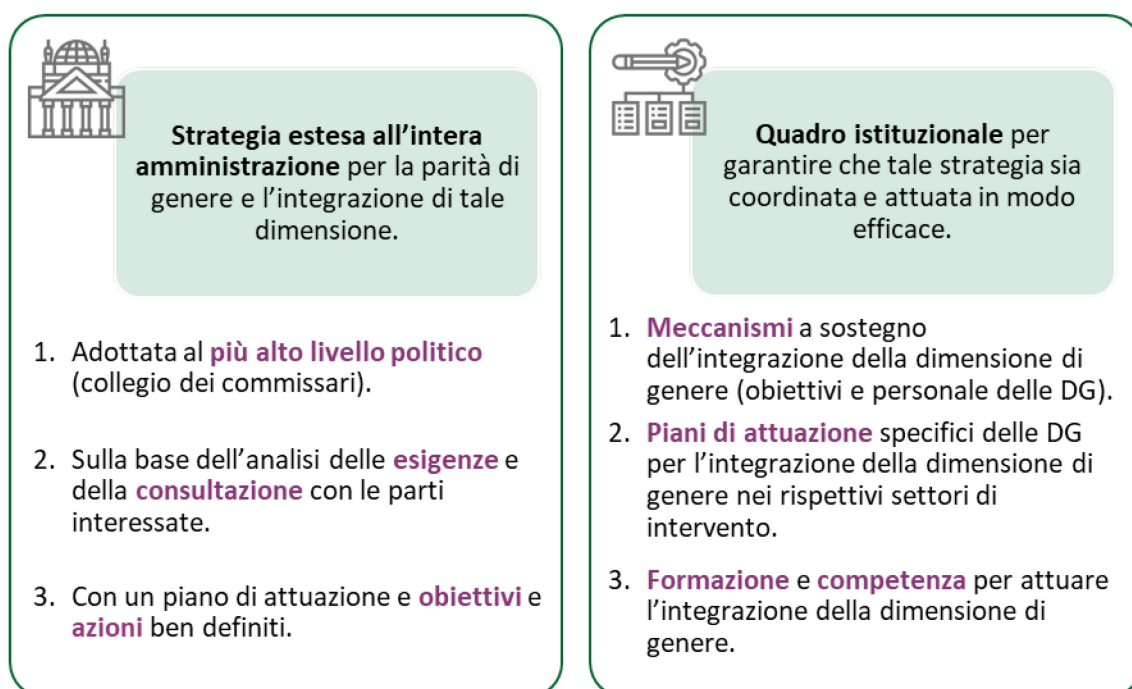 Strategia estesa all’intera
amministrazione per la parità di
genere e l’integrazione di tale
dimensione.
1. Adottata al più alto livello politico
(collegio dei commissari).
2. Sulla base dell’analisi delle esigenze e
della consultazione con le parti
interessate.
3. Con un piano di attuazione e obiettivi e
azioni ben definiti.
Quadro istituzionale per
garantire che tale strategia sia
coordinata e attuata in modo
efficace.
1. Meccanismi a sostegno
dell’integrazione della dimensione di
genere (obiettivi e personale delle DG).
2. Piani di attuazione specifici delle DG
per l’integrazione della dimensione di
genere nei rispettivi settori di
intervento.
3. Formazione e competenza per attuare
l’integrazione della dimensione di
genere.